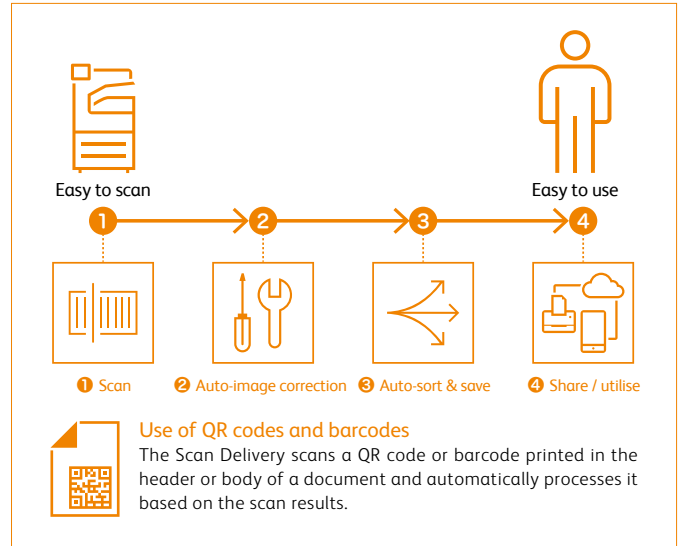 Easy to scan
Easy to use
1 2 3 4
❶ Scan
❷ Auto-image correction
❸ Auto-sort & save
❹ Share / utilise
Use of QR codes and barcodes
The Scan Delivery scans a QR code or barcode printed in the
header or body of a document and automatically processes it
based on the scan results.